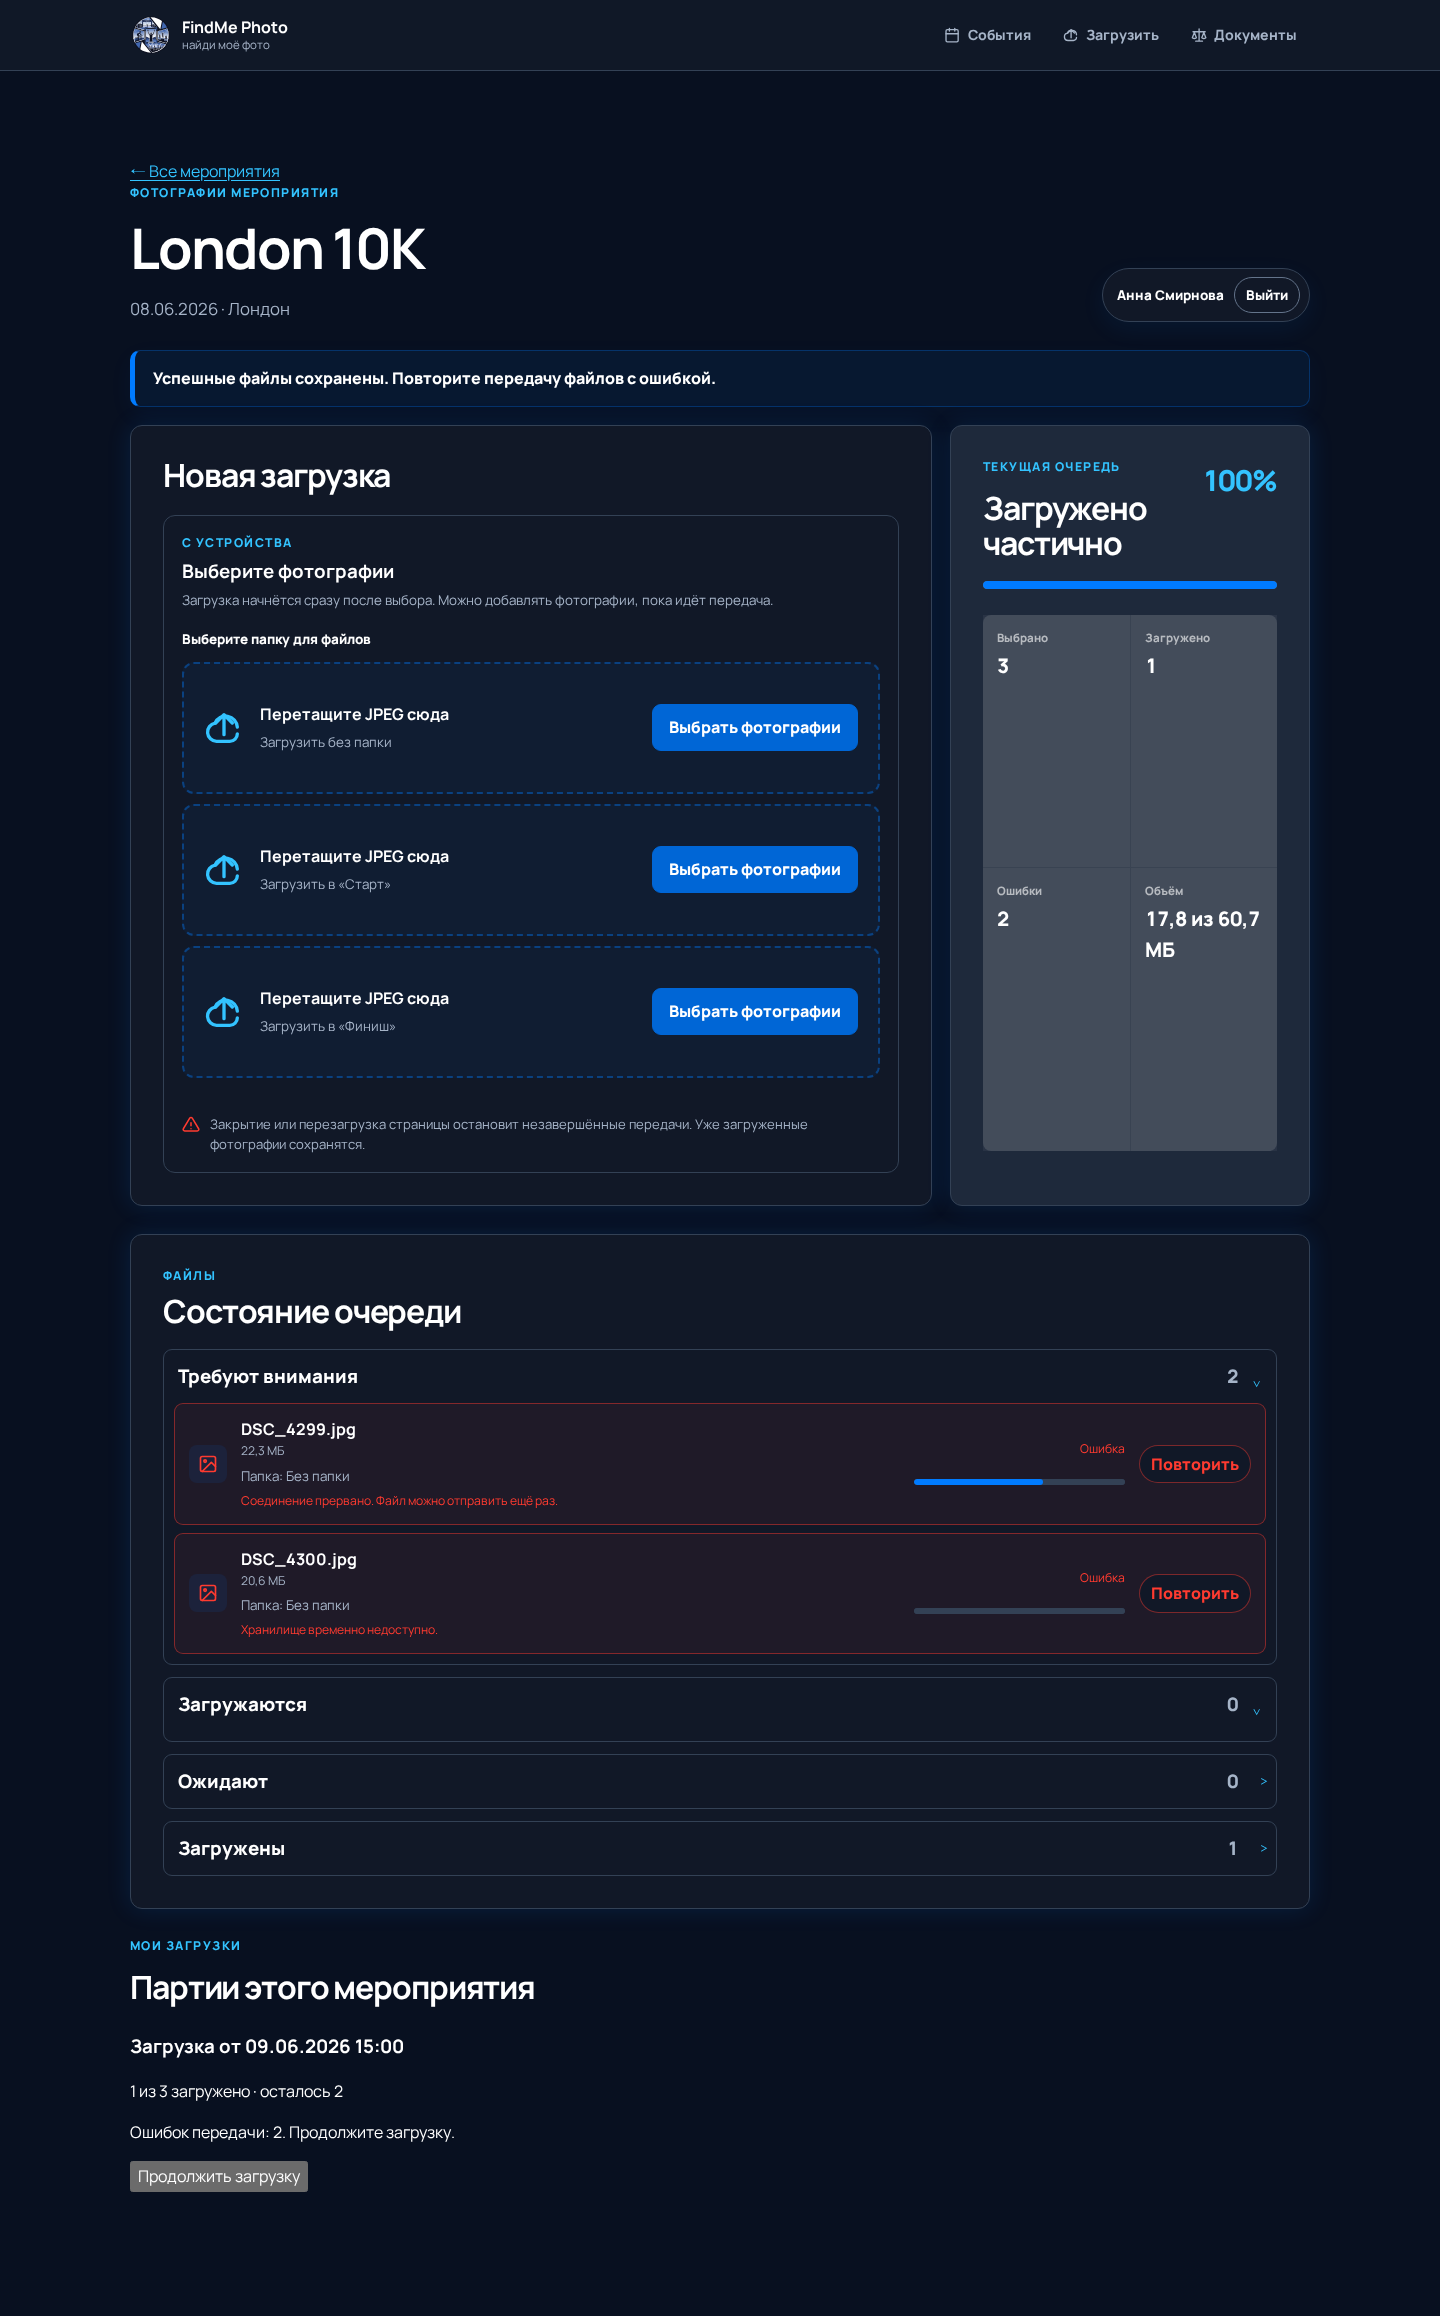 FindMe Photo
найди моё фото
События
Загрузить
Документы
← Все мероприятия
ФОТОГРАФИИ МЕРОПРИЯТИЯ
London 10K
08.06.2026 · Лондон
Анна Смирнова
Выйти
Успешные файлы сохранены. Повторите передачу файлов с ошибкой.
Новая загрузка
С УСТРОЙСТВА
Выберите фотографии
Загрузка начнётся сразу после выбора. Можно добавлять фотографии, пока идёт передача.
Выберите папку для файлов
Перетащите JPEG сюда
Загрузить без папки
Выбрать фотографии
Перетащите JPEG сюда
Загрузить в «Старт»
Выбрать фотографии
Перетащите JPEG сюда
Загрузить в «Финиш»
Выбрать фотографии
Закрытие или перезагрузка страницы остановит незавершённые передачи. Уже загруженные
фотографии сохранятся.
ТЕКУЩАЯ ОЧЕРЕДЬ
100%
Загружено
частично
Выбрано
3
Загружено
1
Ошибки
2
Объём
17,8 из 60,7
МБ
ФАЙЛЫ
Состояние очереди
Требуют внимания
2
DSC_4299.jpg
22,3 МБ
Папка: Без папки
Соединение прервано. Файл можно отправить ещё раз.
Ошибка
Повторить
DSC_4300.jpg
20,6 МБ
Папка: Без папки
Хранилище временно недоступно.
Ошибка
Повторить
Загружаются
0
Ожидают
0
Загружены
1
МОИ ЗАГРУЗКИ
Партии этого мероприятия
Загрузка от 09.06.2026 15:00
1 из 3 загружено · осталось 2
Ошибок передачи: 2. Продолжите загрузку.
Продолжить загрузку